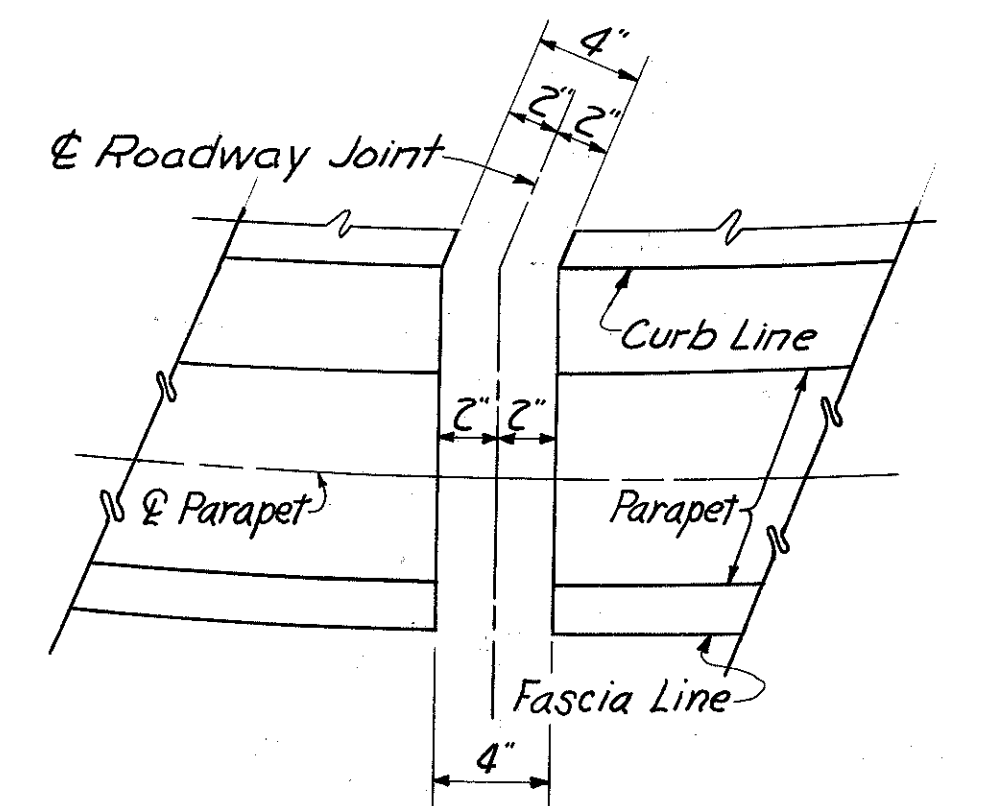 4"
2" 2"
℄ Roadway Joint
Curb Line
2" 2"
℄ Parapet
Parapet
Fascia Line
4"